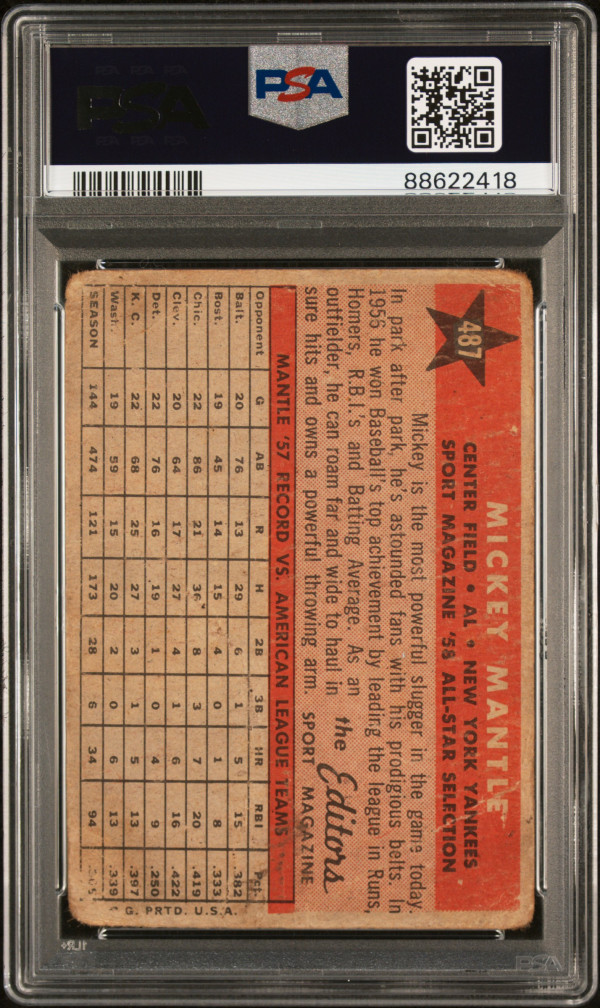 PSA
PSA
88622418
487
MICKEY MANTLE
CENTER FIELD • AL • NEW YORK YANKEES
SPORT MAGAZINE '58 ALL-STAR SELECTION
Mickey is the most powerful slugger in the game today.
In park after park, he's astounded fans with his prodigious belts. In
1956 he won Baseball's top achievement by leading the league in Runs,
Homers, R.B.I.'s and Batting Average. As an
outfielder, he can roam far and wide to haul in
sure hits and owns a powerful throwing arm.
the Editors
SPORT MAGAZINE
MANTLE '57 RECORD VS. AMERICAN LEAGUE TEAMS
Opponent G AB R H 2B 3B HR RBI Pct.
Balt. 20 76 13 29 6 1 5 15 .382
Bost. 19 45 14 15 4 0 1 8 .333
Chic. 22 86 21 36 8 3 7 20 .419
Clev. 20 64 17 27 4 1 6 16 .422
Det. 22 76 16 19 1 0 4 9 .250
K. C. 22 68 25 27 3 1 5 13 .397
Wash. 19 59 15 20 2 0 6 13 .339
SEASON 144 474 121 173 28 6 34 94
G. PRTD. U.S.A.
PSA